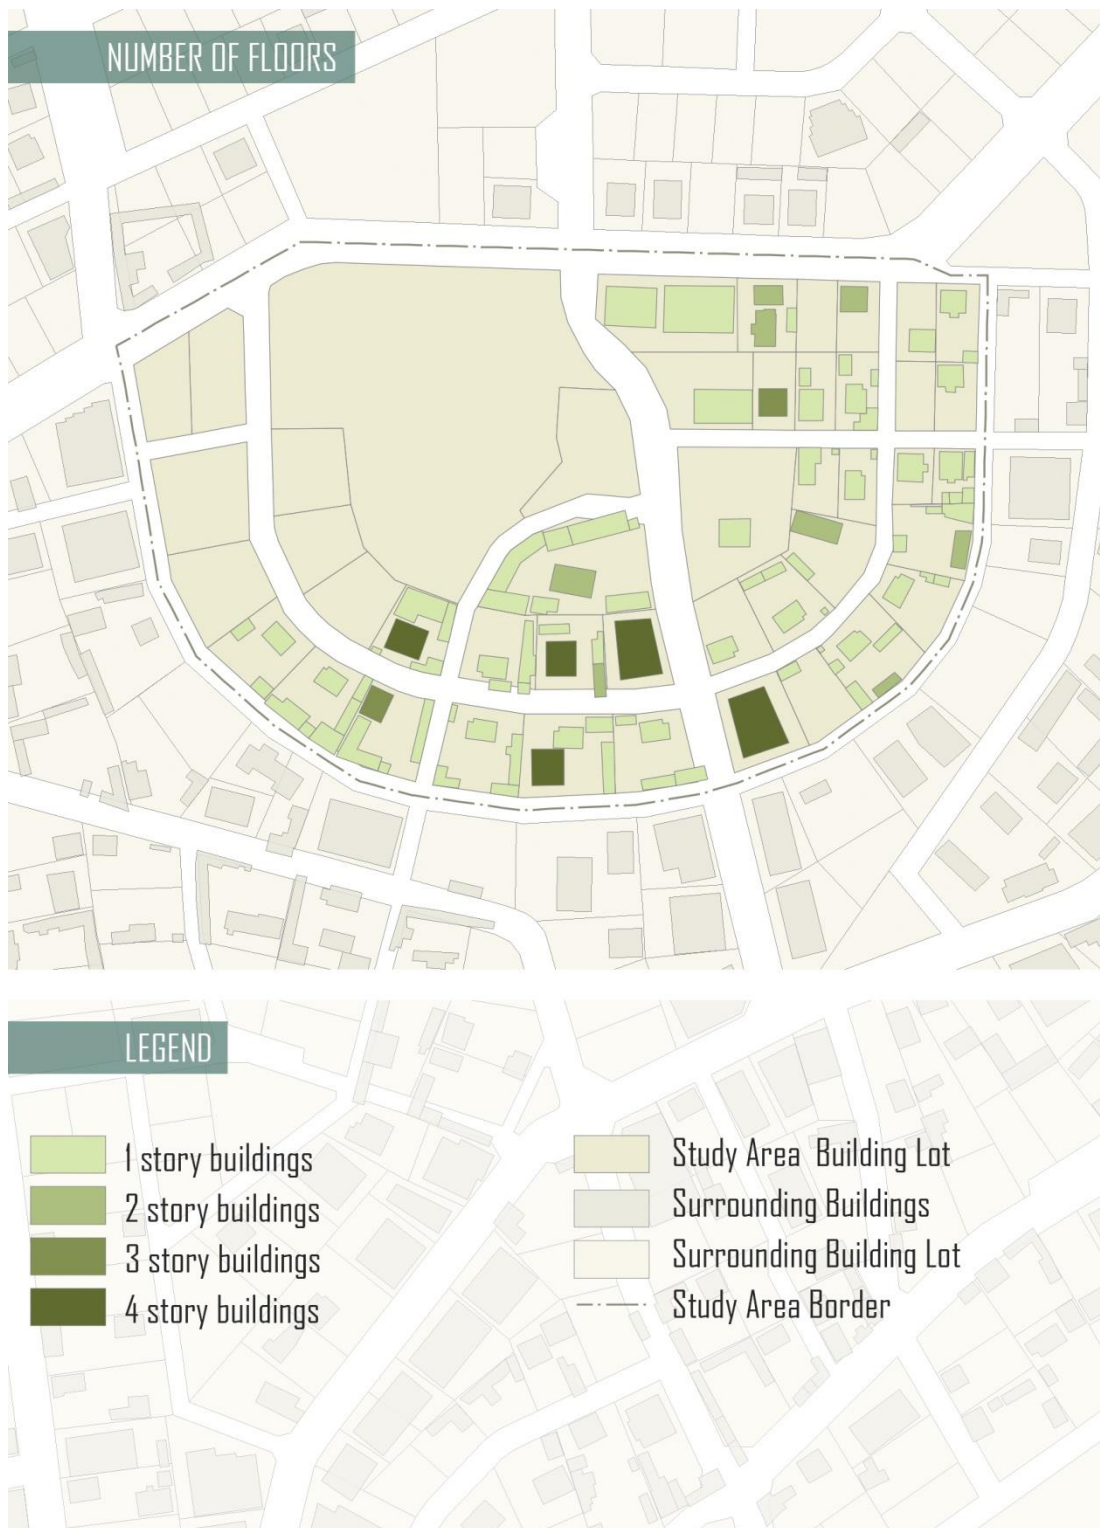 NUMBER OF FLOORS
LEGEND
1 story buildings
2 story buildings
3 story buildings
4 story buildings
Study Area Building Lot
Surrounding Buildings
Surrounding Building Lot
Study Area Border